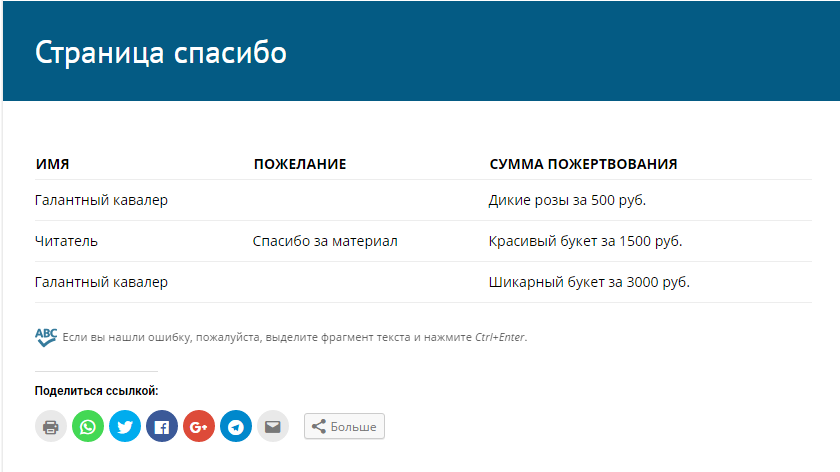 Страница спасибо
ИМЯ ПОЖЕЛАНИЕ СУММА ПОЖЕРТВОВАНИЯ
Галантный кавалер Дикие розы за 500 руб.
Читатель Спасибо за материал Красивый букет за 1500 руб.
Галантный кавалер Шикарный букет за 3000 руб.
ABC Если вы нашли ошибку, пожалуйста, выделите фрагмент текста и нажмите Ctrl+Enter.
Поделиться ссылкой:
G+ Больше